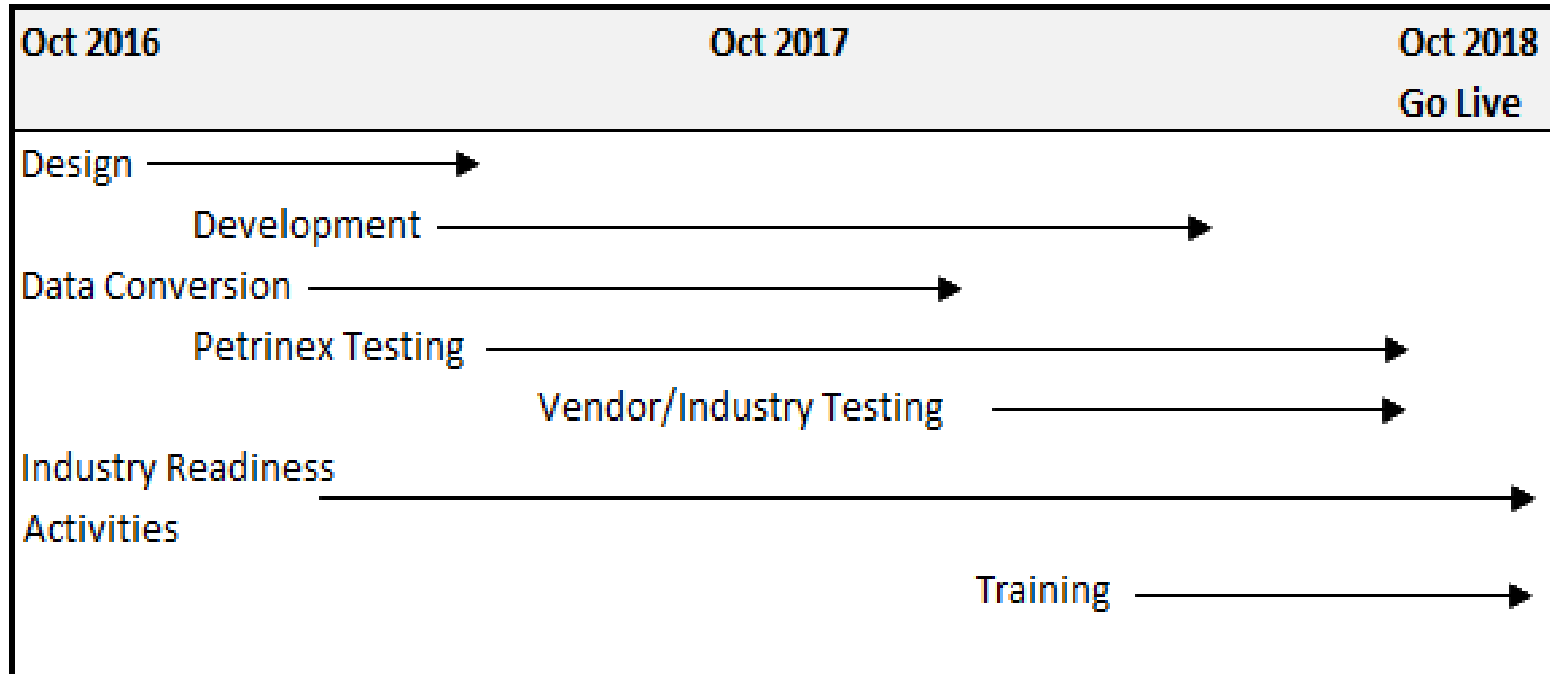 Oct 2016 Oct 2017 Oct 2018
Go Live
Design
Development
Data Conversion
Petrinex Testing
Vendor/Industry Testing
Industry Readiness
Activities
Training